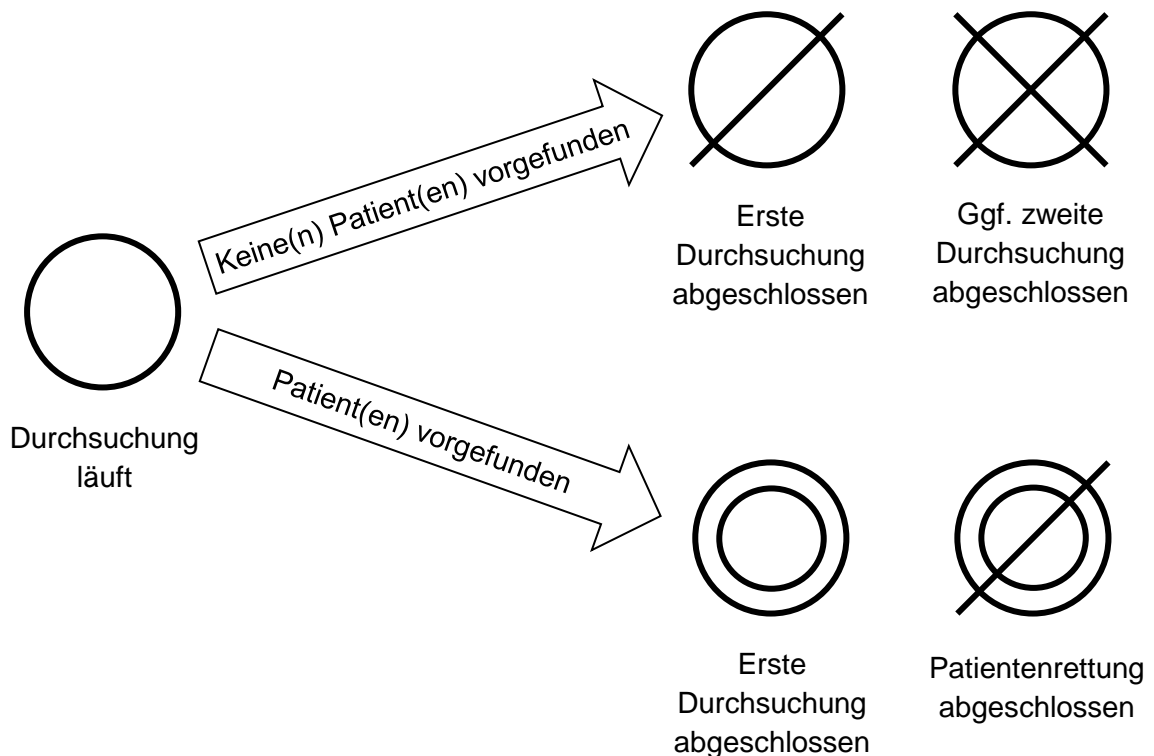 Keine(n) Patient(en) vorgefunden
Erste
Durchsuchung
abgeschlossen
Ggf. zweite
Durchsuchung
abgeschlossen
Durchsuchung
läuft
Patient(en) vorgefunden
Erste
Durchsuchung
abgeschlossen
Patientenrettung
abgeschlossen